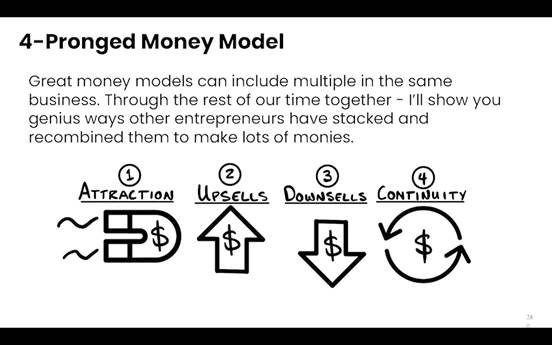 4-Pronged Money Model
Great money models can include multiple in the same
business. Through the rest of our time together - I'll show you
genius ways other entrepreneurs have stacked and
recombined them to make lots of monies.
1 2 3 4
ATTRACTION UPSELLS DOWNSELLS CONTINUITY
$ $ $ $